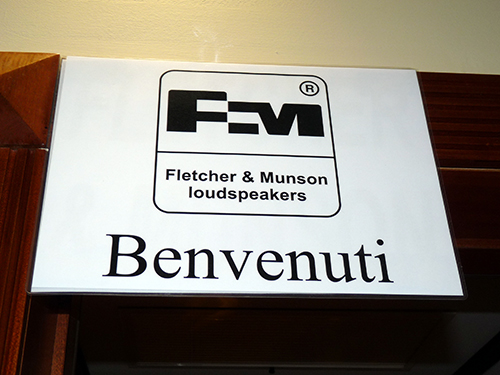 F&M ®
Fletcher & Munson
loudspeakers
Benvenuti